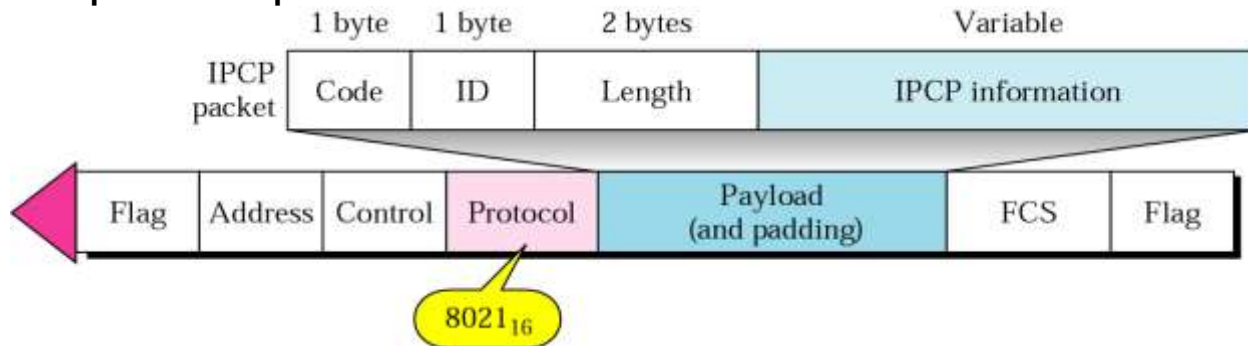 1 byte 1 byte 2 bytes Variable
IPCP
packet
Code ID Length IPCP information
Flag Address Control Protocol Payload
(and padding) FCS Flag
8021₁₆